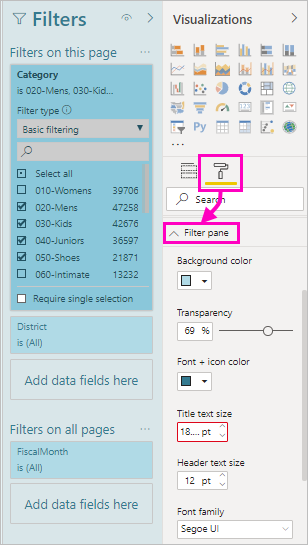 Filters
Filters on this page ...
Category
is 020-Mens, 030-Kid...
Filter type
Basic filtering
Select all
010-Womens 39706
020-Mens 47258
030-Kids 42676
040-Juniors 36597
050-Shoes 21871
060-Intimate 13232
Require single selection
District
is (All)
Add data fields here
Filters on all pages ...
FiscalMonth
is (All)
Add data fields here
Visualizations
R
Py
...
Search
Filter pane
Background color
Transparency
69 %
Font + icon color
Title text size
18.... pt
Header text size
12 pt
Font family
Segoe UI